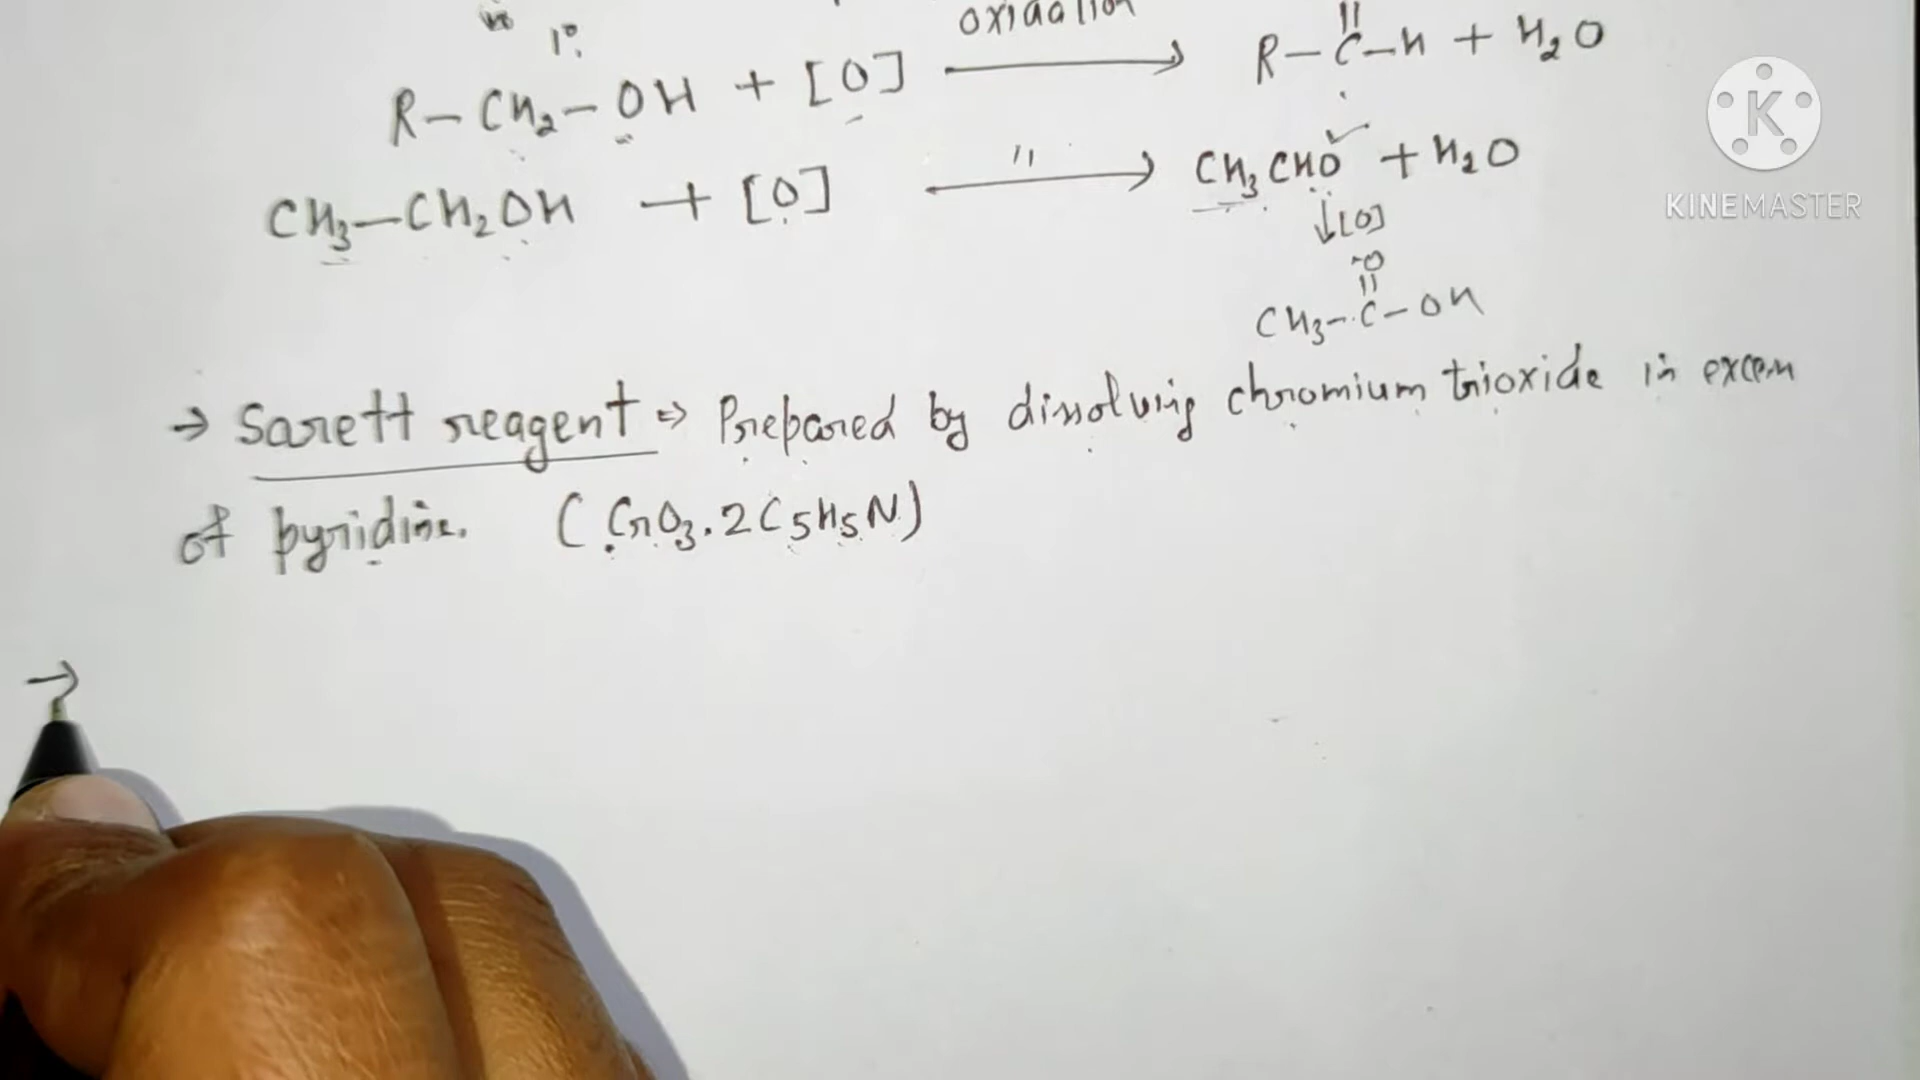 1°.
oxidation
R-CH₂-OH + [O] ⟶ R-C-H + H₂O
CH₃-CH₂OH + [O] ⟶ CH₃CHO + H₂O
↓[O]
O
CH₃-C-OH
→ Sarett reagent ⇒ Prepared by dissolving chromium trioxide in excess
of pyridine. (CrO₃.2C₅H₅N)
→
K
KINEMASTER